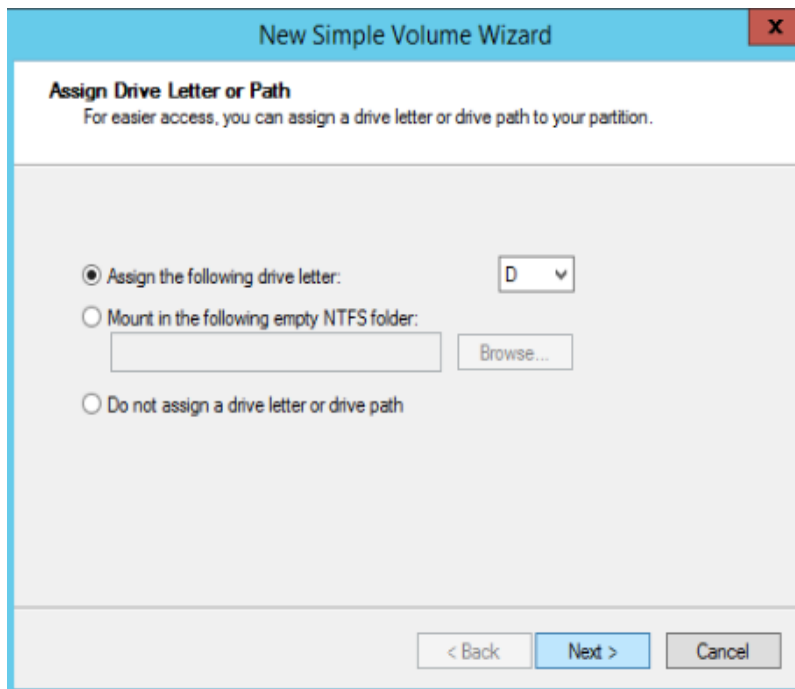 New Simple Volume Wizard
x
Assign Drive Letter or Path
For easier access, you can assign a drive letter or drive path to your partition.
Assign the following drive letter: D
Mount in the following empty NTFS folder:
Browse...
Do not assign a drive letter or drive path
< Back Next > Cancel